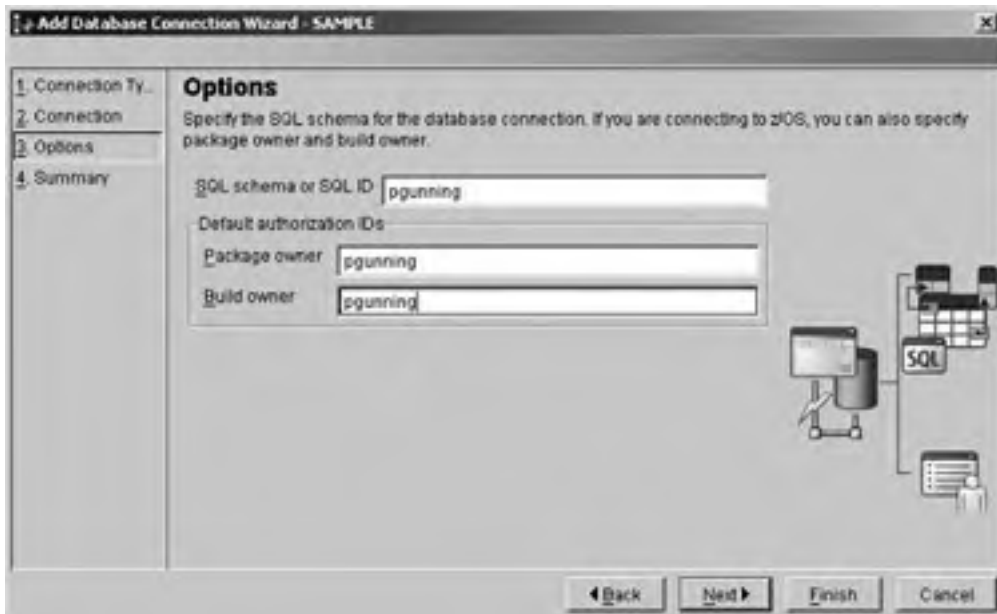 Add Database Connection Wizard - SAMPLE
1. Connection Ty...
2. Connection
3. Options
4. Summary
Options
Specify the SQL schema for the database connection. If you are connecting to z/OS, you can also specify
package owner and build owner.
SQL schema or SQL ID pgunning
Default authorization IDs
Package owner pgunning
Build owner pgunning
SQL
Back Next Finish Cancel